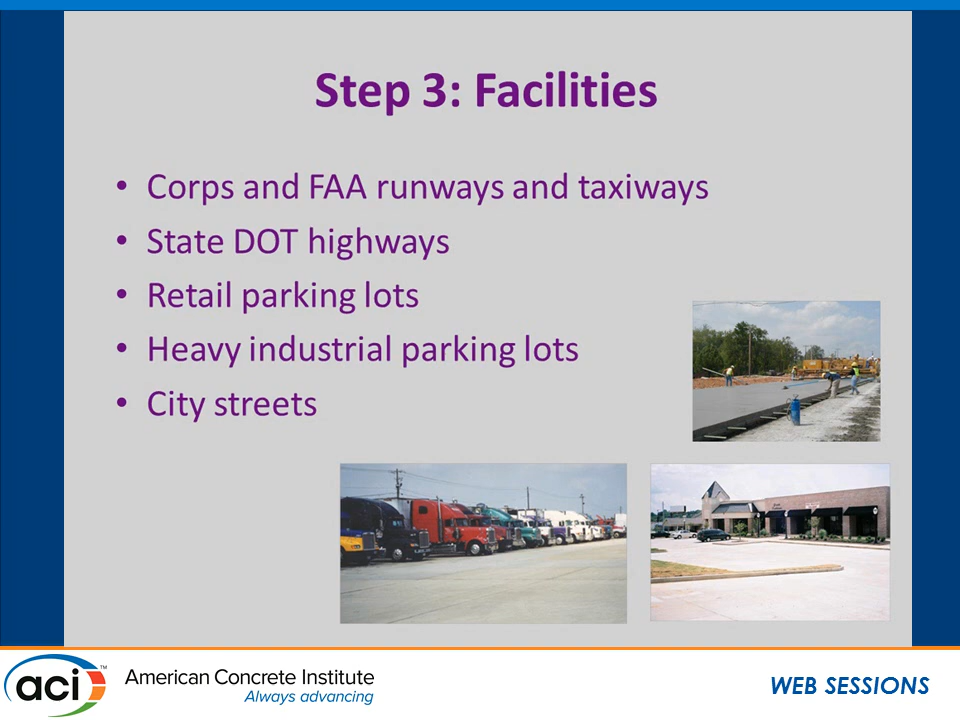 Step 3: Facilities
• Corps and FAA runways and taxiways
• State DOT highways
• Retail parking lots
• Heavy industrial parking lots
• City streets
aci™
American Concrete Institute
Always advancing
WEB SESSIONS